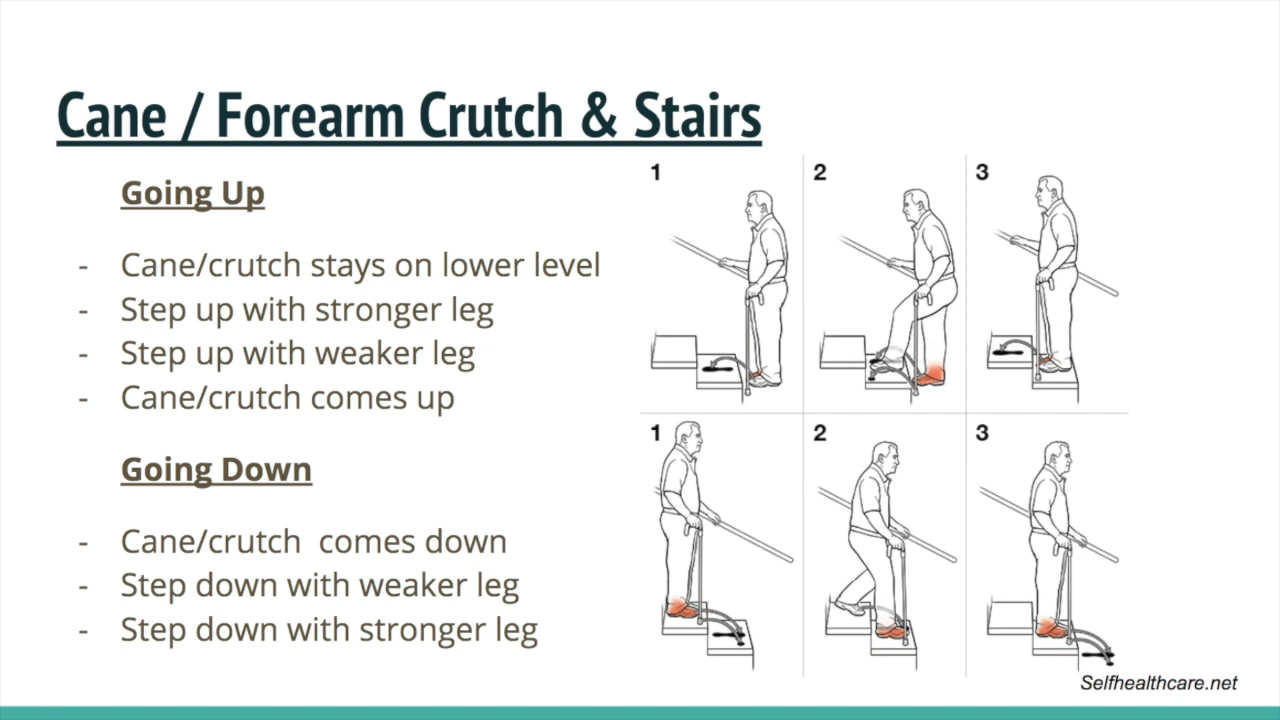 Cane / Forearm Crutch & Stairs
Going Up
- Cane/crutch stays on lower level
- Step up with stronger leg
- Step up with weaker leg
- Cane/crutch comes up
Going Down
- Cane/crutch  comes down
- Step down with weaker leg
- Step down with stronger leg
1
2
3
1
2
3
Selfhealthcare.net